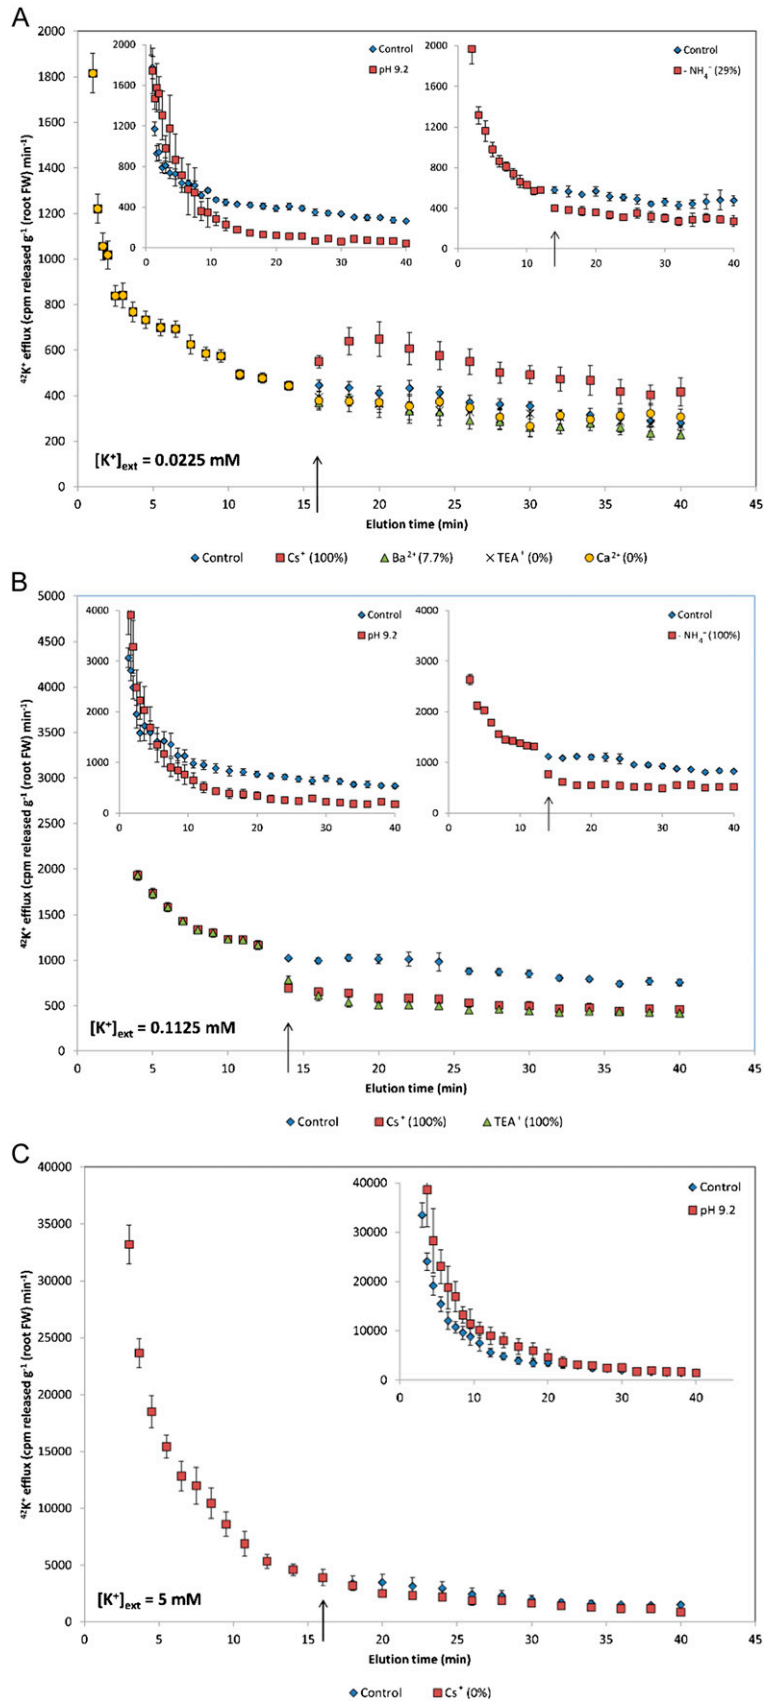 A
2000
1800
1600
1400
1200
1000
800
600
400
200
0
⁴²K⁺ efflux (cpm released g⁻¹ (root FW) min⁻¹)
2000
1600
1200
800
400
0
0 10 20 30 40
Control
pH 9.2
2000
1600
1200
800
400
0
0 10 20 30 40
Control
- NH₄⁻ (29%)
[K⁺]ext = 0.0225 mM
0 5 10 15 20 25 30 35 40 45
Elution time (min)
Control Cs⁺ (100%) Ba²⁺ (7.7%) TEA⁺ (0%) Ca²⁺ (0%)
B
5000
4500
4000
3500
3000
2500
2000
1500
1000
500
0
⁴²K⁺ efflux (cpm released g⁻¹ (root FW) min⁻¹)
4000
3000
2000
1000
0
0 10 20 30 40
Control
pH 9.2
4000
3000
2000
1000
0
0 10 20 30 40
Control
- NH₄⁻ (100%)
[K⁺]ext = 0.1125 mM
0 5 10 15 20 25 30 35 40 45
Elution time (min)
Control Cs⁺ (100%) TEA⁺ (100%)
C
40000
35000
30000
25000
20000
15000
10000
5000
0
⁴²K⁺ efflux (cpm released g⁻¹ (root FW) min⁻¹)
40000
30000
20000
10000
0
0 10 20 30 40
Control
pH 9.2
[K⁺]ext = 5 mM
0 5 10 15 20 25 30 35 40 45
Elution time (min)
Control Cs⁺ (0%)